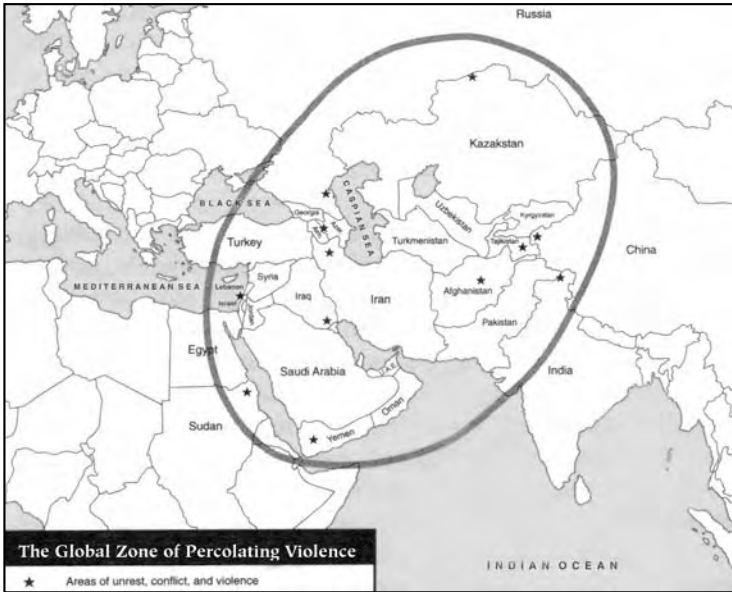 Russia
Kazakstan
BLACK SEA
CASPIAN SEA
Georgia
Uzbekistan
Kyrgyzstan
Turkey
Turkmenistan
Tajikistan
China
MEDITERRANEAN SEA
Lebanon
Syria
Israel
Iraq
Iran
Afghanistan
Pakistan
Egypt
Saudi Arabia
U.A.E.
India
Sudan
Yemen
Oman
The Global Zone of Percolating Violence
Areas of unrest, conflict, and violence
INDIAN OCEAN